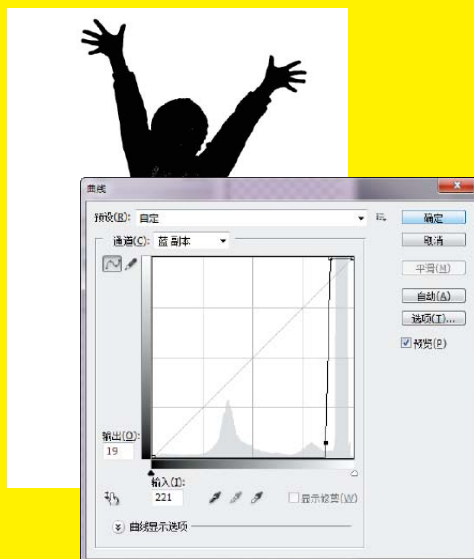 曲线
预设(R): 自定
确定
通道(C): 蓝 副本
取消
平滑(M)
自动(A)
选项(T)...
预览(P)
输出(O):
19
输入(I):
221
显示修剪(W)
曲线显示选项